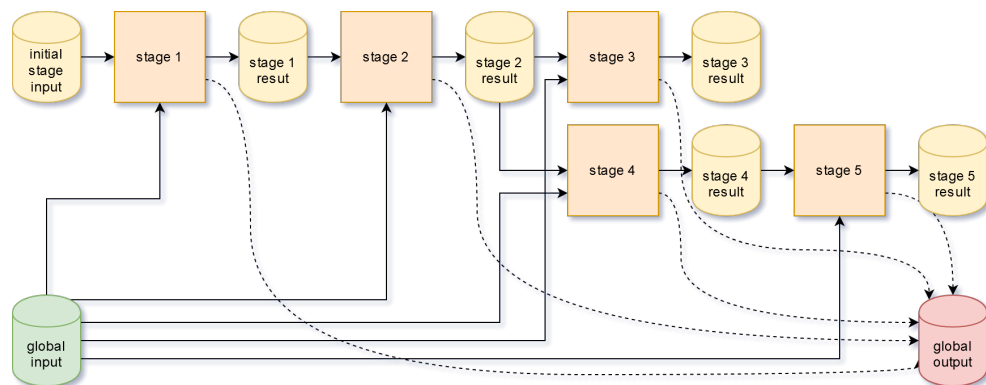 initial
stage
input
stage 1
stage 1
resut
stage 2
stage 2
result
stage 3
stage 3
result
stage 4
stage 4
result
stage 5
stage 5
result
global
input
global
output